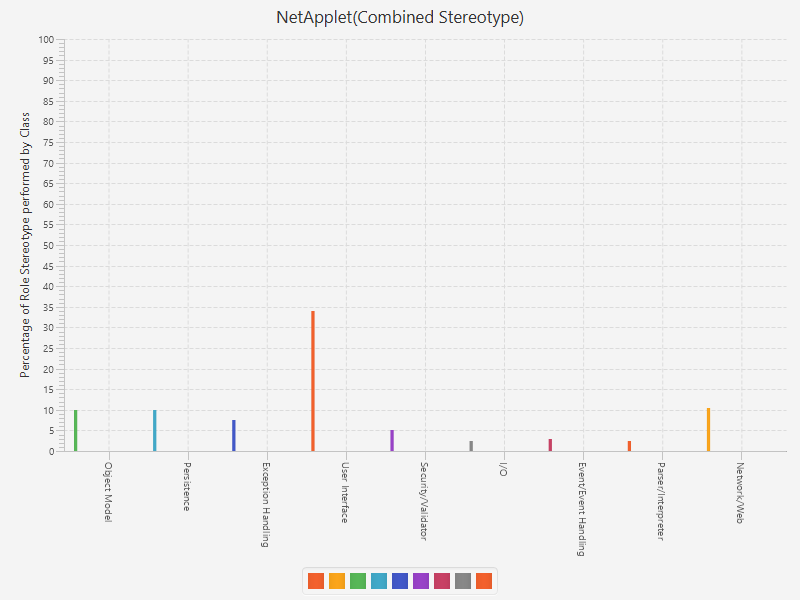 NetApplet(Combined Stereotype)
Percentage of Role Stereotype performed by Class
100
95
90
85
80
75
70
65
60
55
50
45
40
35
30
25
20
15
10
5
0
Object Model
Persistence
Exception Handling
User Interface
Security/Validator
I/O
Event/Event Handling
Parser/Interpreter
Network/Web